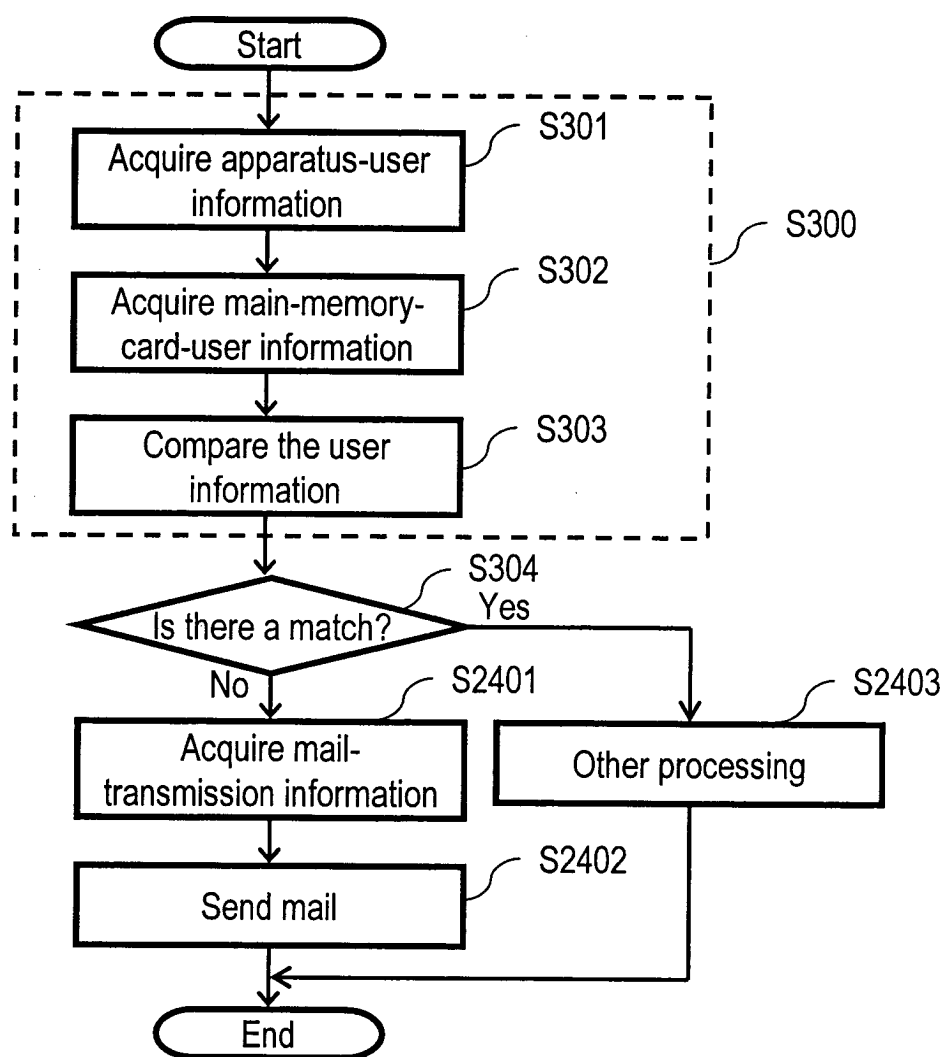 Start
S301
Acquire apparatus-user
information
S300
S302
Acquire main-memory-
card-user information
S303
Compare the user
information
S304
Is there a match?
Yes
No
S2401
S2403
Acquire mail-
transmission information
Other processing
S2402
Send mail
End